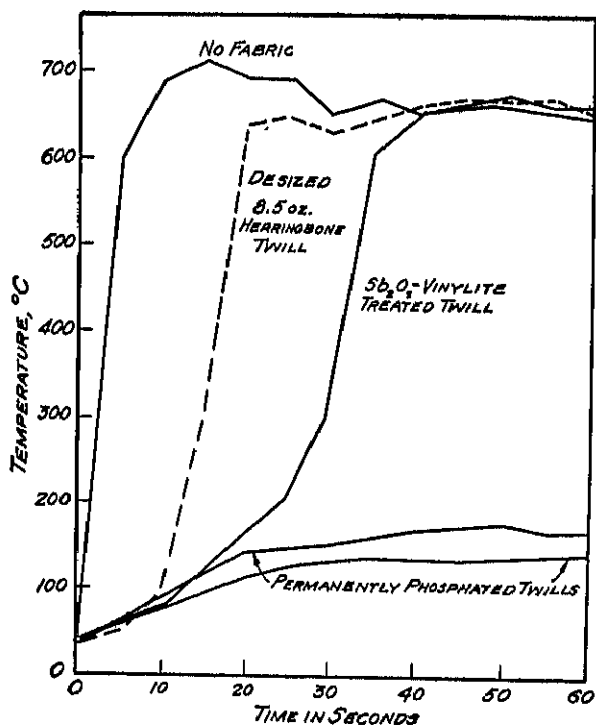 NO FABRIC
700
600
500
400
300
200
100
0
TEMPERATURE, °C
DESIZED
8.5 oz.
HERRINGBONE
TWILL
Sb₂O₃-VINYLITE
TREATED TWILL
PERMANENTLY PHOSPHATED TWILLS
0 10 20 30 40 50 60
TIME IN SECONDS